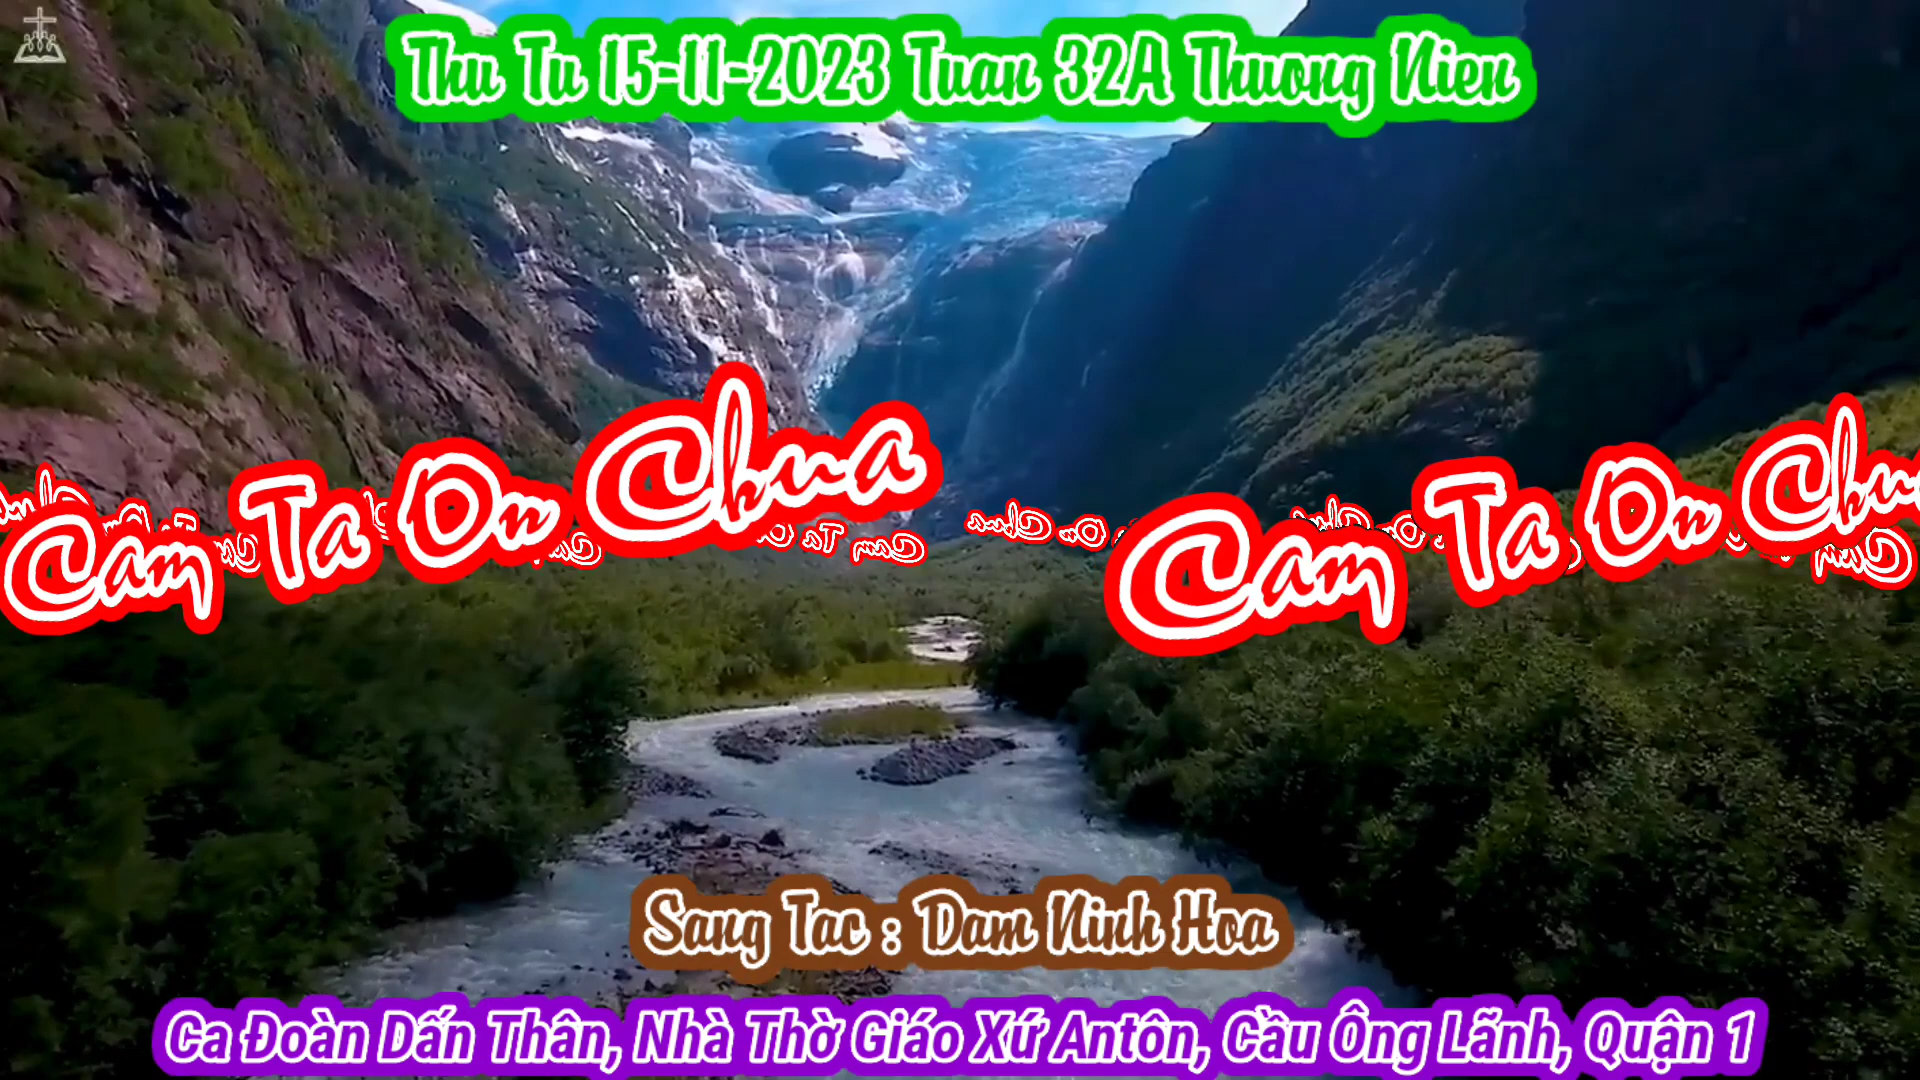 Thu Tu 15-11-2023 Tuan 32A Thuong Nien
Cam Ta On Chua
Cam Ta On Chu
Sang Tac : Dam Ninh Hoa
Ca Đoàn Dấn Thân, Nhà Thờ Giáo Xứ Antôn, Cầu Ông Lãnh, Quận 1